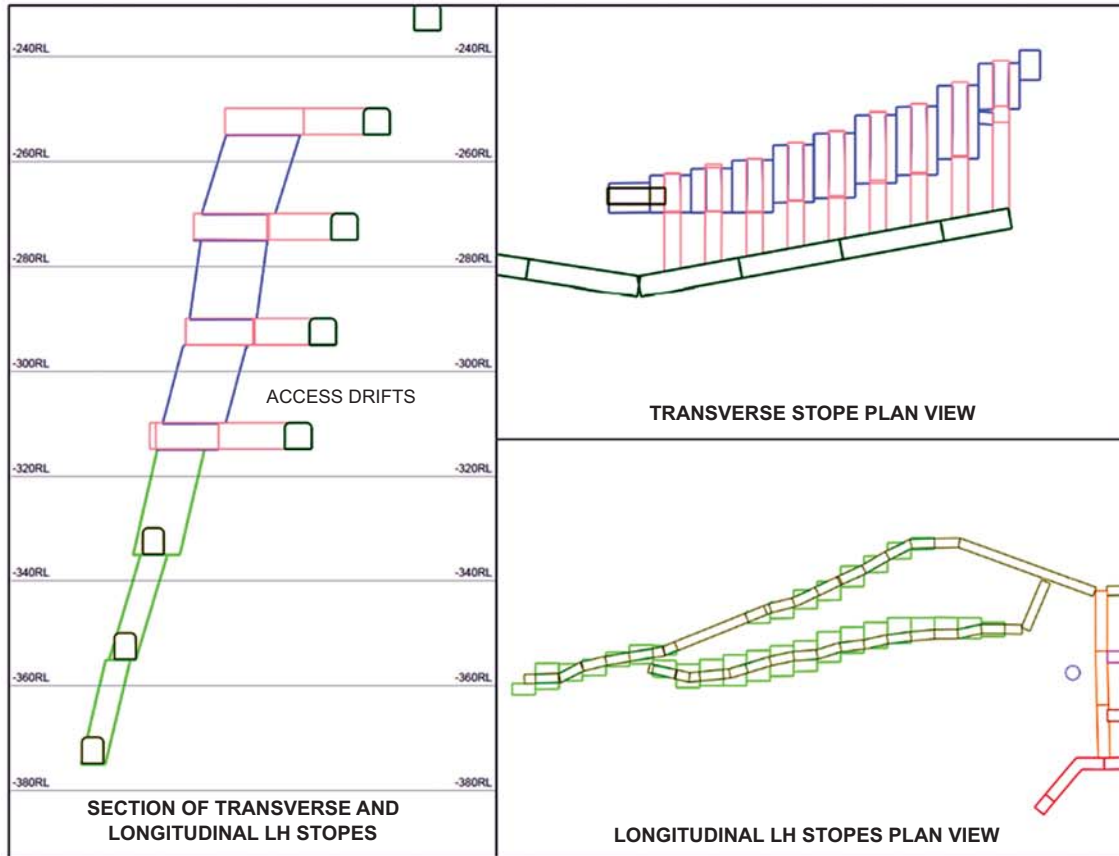 -240RL
-240RL
-260RL
-260RL
-280RL
-280RL
-300RL
-300RL
ACCESS DRIFTS
-320RL
-320RL
-340RL
-340RL
-360RL
-360RL
-380RL
-380RL
SECTION OF TRANSVERSE AND
LONGITUDINAL LH STOPES
TRANSVERSE STOPE PLAN VIEW
LONGITUDINAL LH STOPES PLAN VIEW